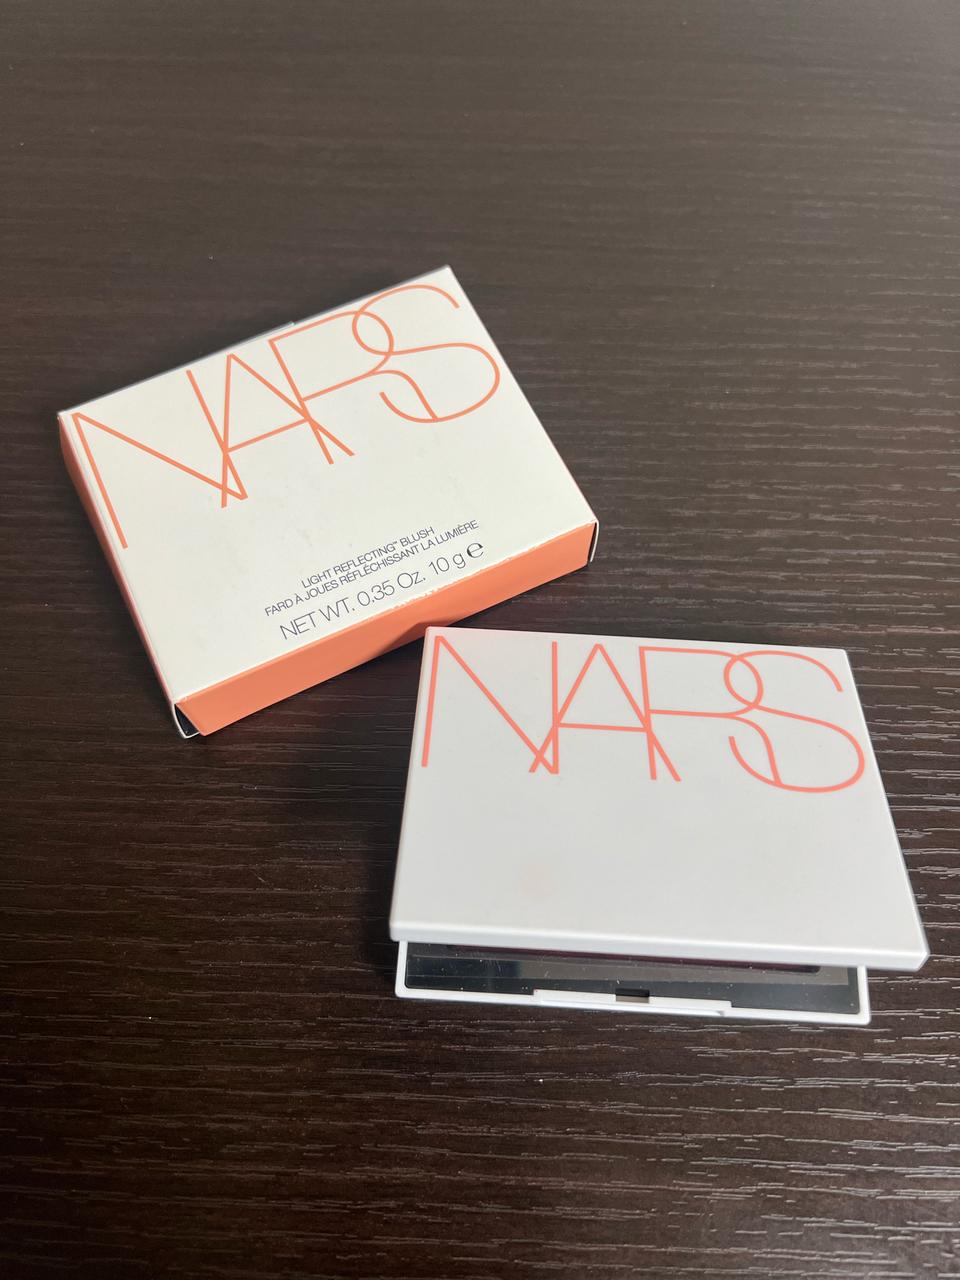 NARS
LIGHT REFLECTING™ BLUSH
FARD À JOUES RÉFLÉCHISSANT LA LUMIÈRE
NET WT. 0.35 Oz. 10 g ℮
NARS